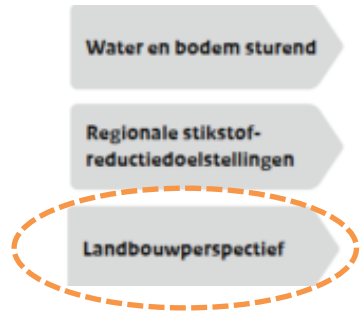 Water en bodem sturend
Regionale stikstof-
reductiedoelstellingen
Landbouwperspectief